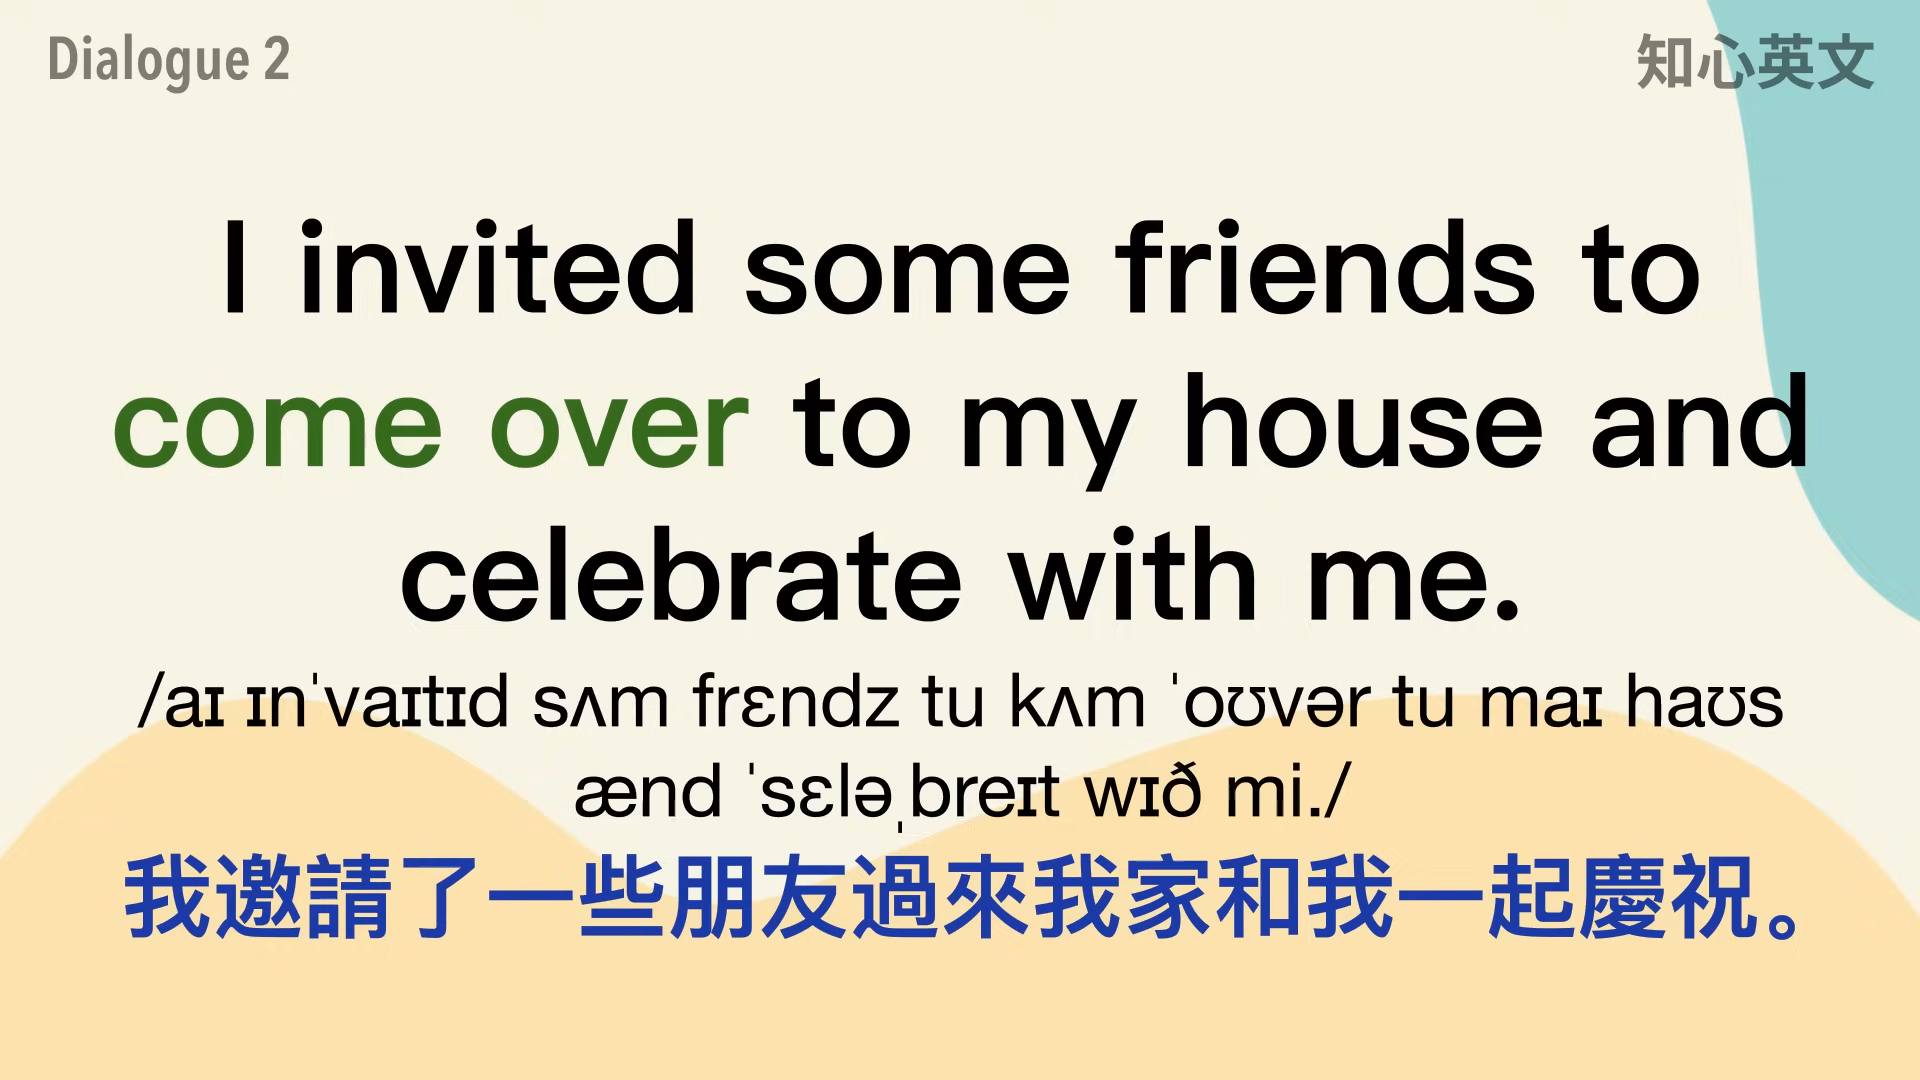 Dialogue 2
知心英文
I invited some friends to
come over to my house and
celebrate with me.
/aɪ ɪnˈvaɪtɪd sʌm frɛndz tu kʌm ˈoʊvər tu maɪ haʊs
ænd ˈsɛləˌbreɪt wɪð mi./
我邀請了一些朋友過來我家和我一起慶祝。